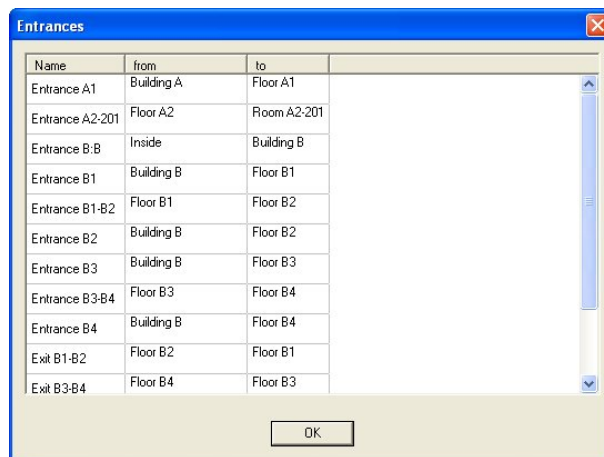 Entrances
Name from to
Entrance A1 Building A Floor A1
Entrance A2-201 Floor A2 Room A2-201
Entrance B:B Inside Building B
Entrance B1 Building B Floor B1
Entrance B1-B2 Floor B1 Floor B2
Entrance B2 Building B Floor B2
Entrance B3 Building B Floor B3
Entrance B3-B4 Floor B3 Floor B4
Entrance B4 Building B Floor B4
Exit B1-B2 Floor B2 Floor B1
Exit B3-B4 Floor B4 Floor B3
OK